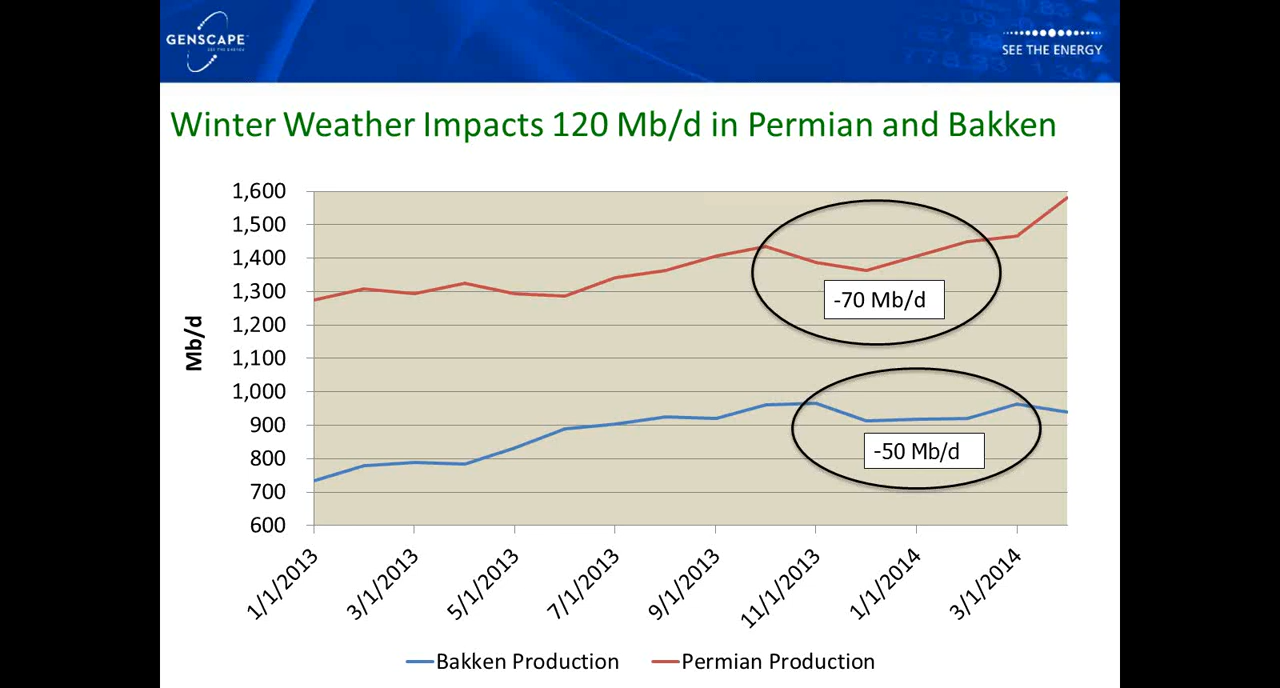 GENSCAPE
SEE THE ENERGY
SEE THE ENERGY
Winter Weather Impacts 120 Mb/d in Permian and Bakken
Mb/d
1,600
1,500
1,400
1,300
1,200
1,100
1,000
900
800
700
600
-70 Mb/d
-50 Mb/d
1/1/2013
3/1/2013
5/1/2013
7/1/2013
9/1/2013
11/1/2013
1/1/2014
3/1/2014
Bakken Production
Permian Production